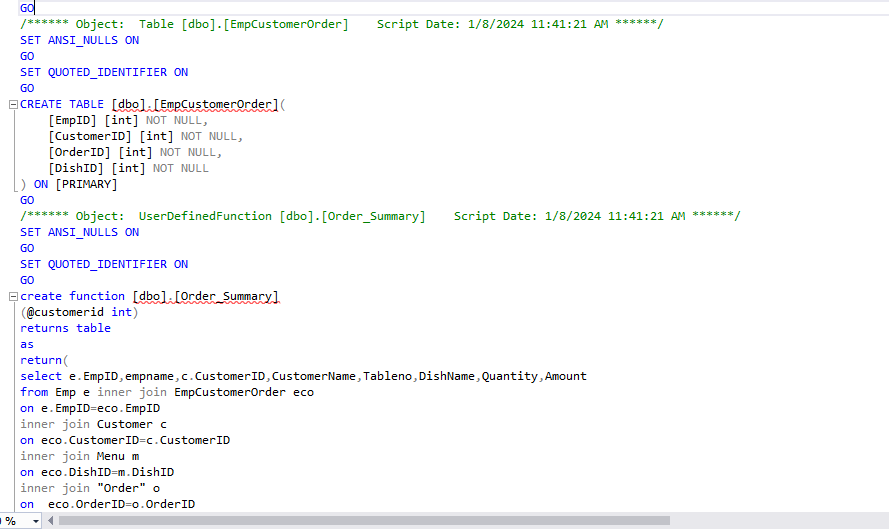 GO
/****** Object:  Table [dbo].[EmpCustomerOrder]    Script Date: 1/8/2024 11:41:21 AM ******/
SET ANSI_NULLS ON
GO
SET QUOTED_IDENTIFIER ON
GO
CREATE TABLE [dbo].[EmpCustomerOrder](
    [EmpID] [int] NOT NULL,
    [CustomerID] [int] NOT NULL,
    [OrderID] [int] NOT NULL,
    [DishID] [int] NOT NULL
) ON [PRIMARY]
GO
/****** Object:  UserDefinedFunction [dbo].[Order_Summary]    Script Date: 1/8/2024 11:41:21 AM ******/
SET ANSI_NULLS ON
GO
SET QUOTED_IDENTIFIER ON
GO
create function [dbo].[Order_Summary]
(@customerid int)
returns table
as
return(
select e.EmpID,empname,c.CustomerID,CustomerName,Tableno,DishName,Quantity,Amount
from Emp e inner join EmpCustomerOrder eco
on e.EmpID=eco.EmpID
inner join Customer c
on eco.CustomerID=c.CustomerID
inner join Menu m
on eco.DishID=m.DishID
inner join "Order" o
on  eco.OrderID=o.OrderID
%